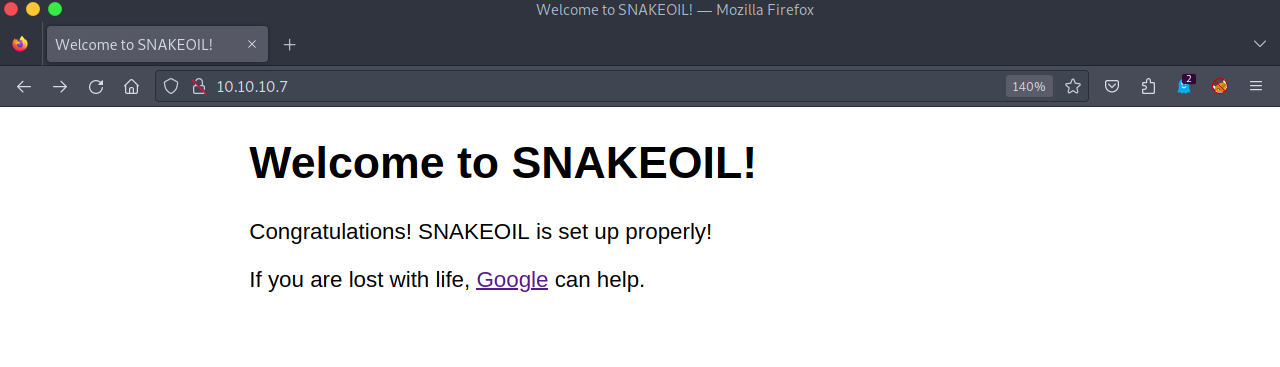 Welcome to SNAKEOIL! — Mozilla Firefox
Welcome to SNAKEOIL!
10.10.10.7
140%
2
Welcome to SNAKEOIL!
Congratulations! SNAKEOIL is set up properly!
If you are lost with life, Google can help.